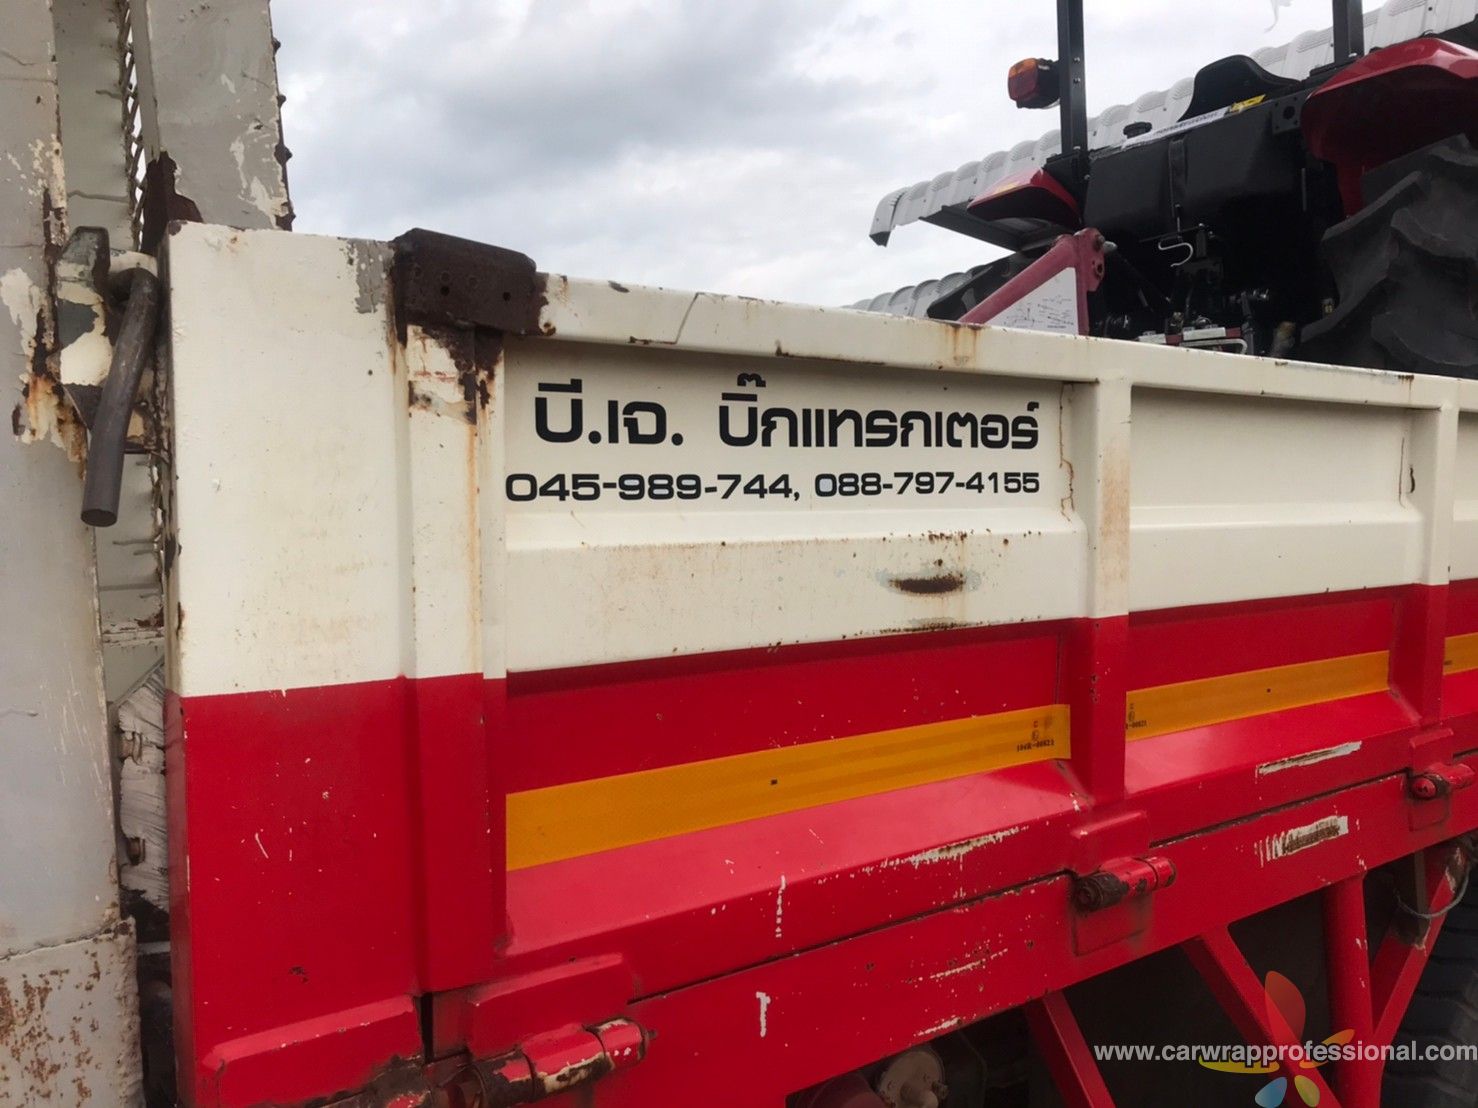 บี.เจ. บิ๊กแทรกเตอร์
045-989-744, 088-797-4155
www.carwrapprofessional.com